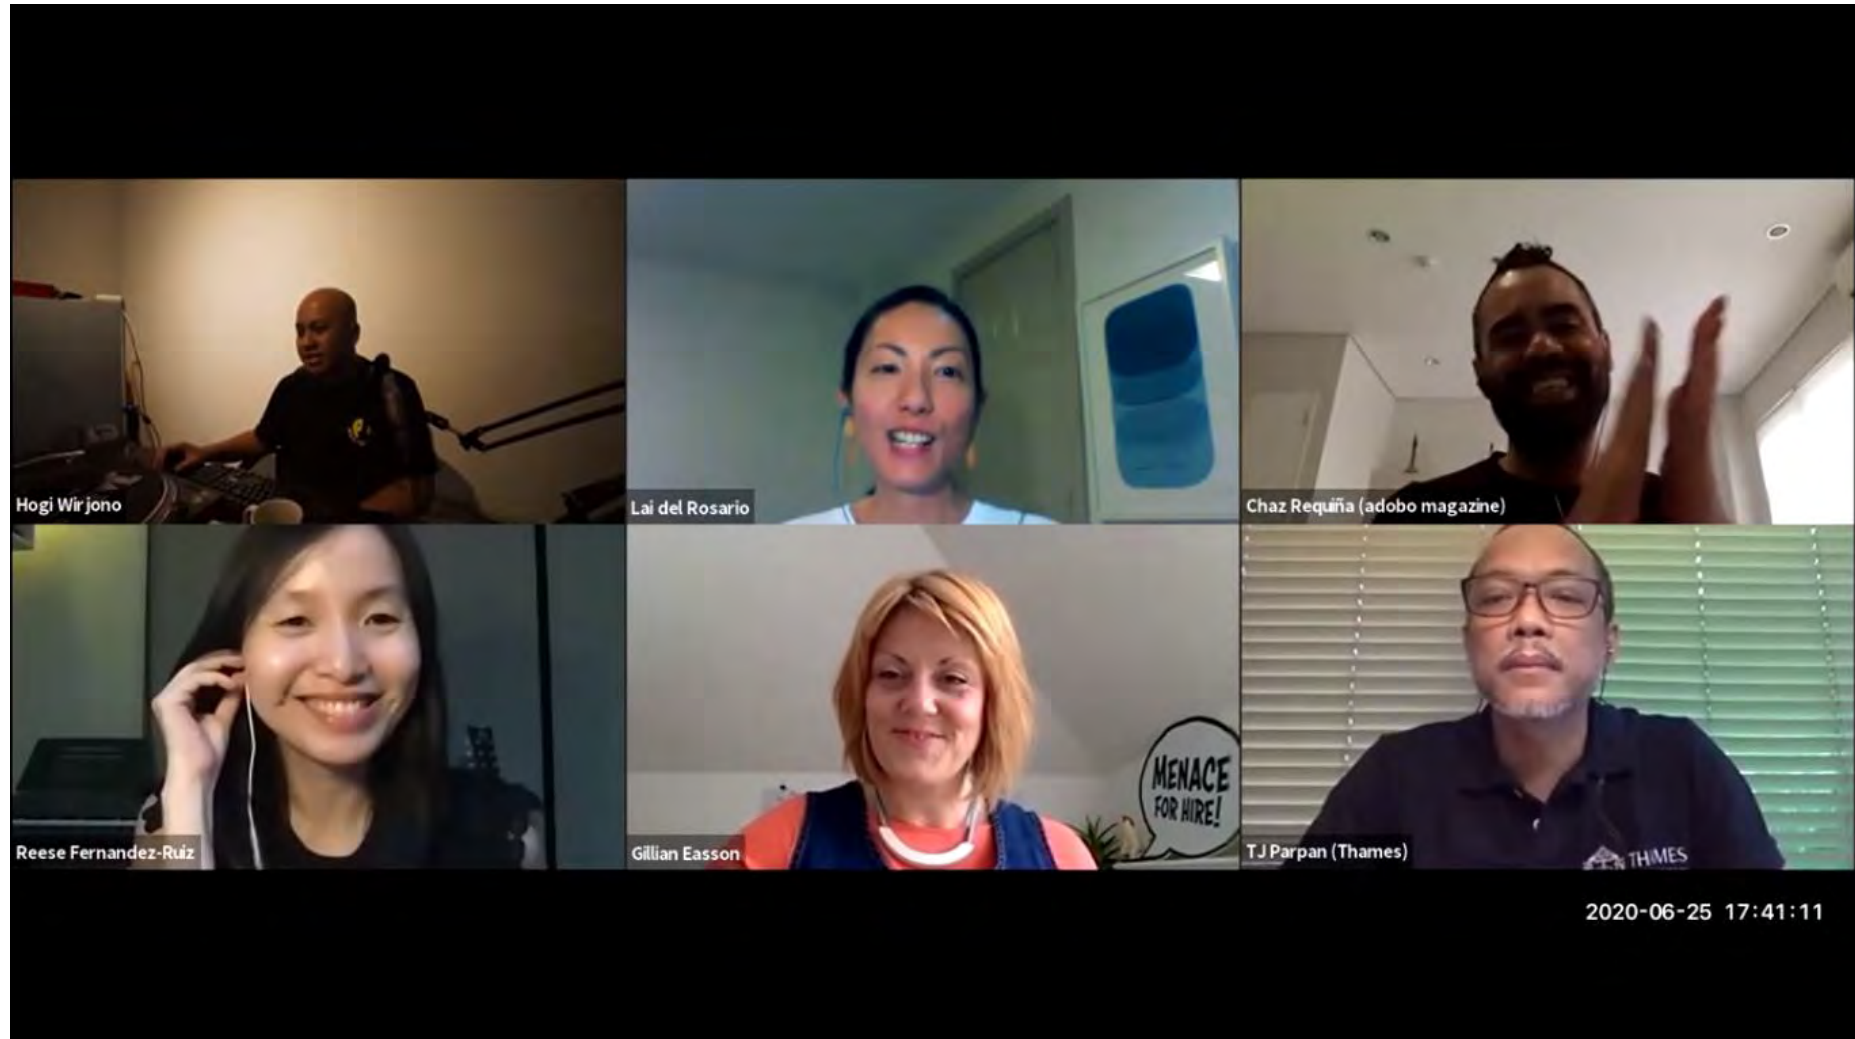 Hogi Wirjono
Lai del Rosario
Chaz Requiña (adobo magazine)
MENACE
FOR HIRE!
Reese Fernandez-Ruiz
Gillian Easson
TJ Parpan (Thames)
THAMES
2020-06-25 17:41:11